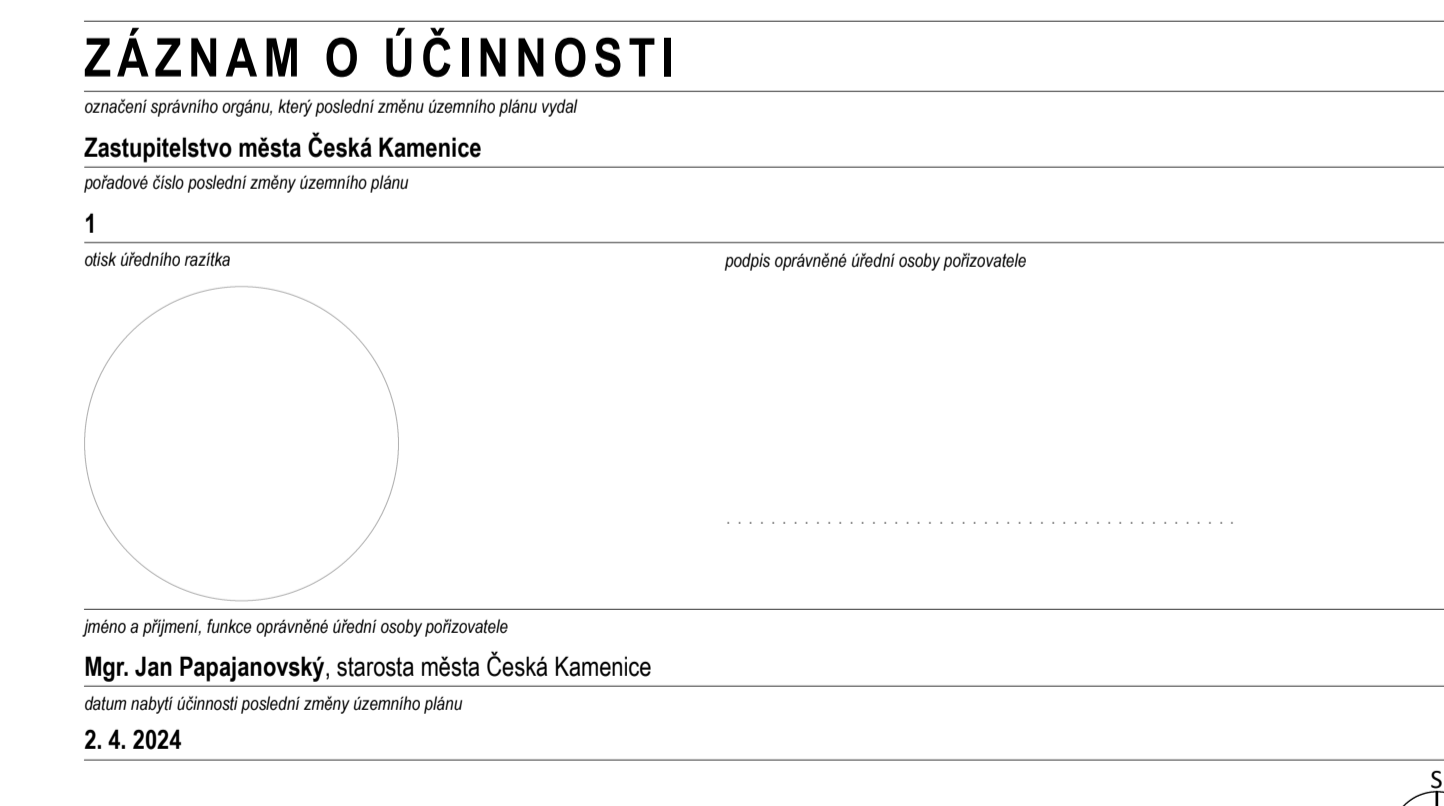 ZÁZNAM O ÚČINNOSTI
označení správního orgánu, který poslední změnu územního plánu vydal
Zastupitelstvo města Česká Kamenice
pořadové číslo poslední změny územního plánu
1
otisk úředního razítka
podpis oprávněné úřední osoby pořizovatele
jméno a příjmení, funkce oprávněné úřední osoby pořizovatele
Mgr. Jan Papajanovský, starosta města Česká Kamenice
datum nabytí účinnosti poslední změny územního plánu
2. 4. 2024
S